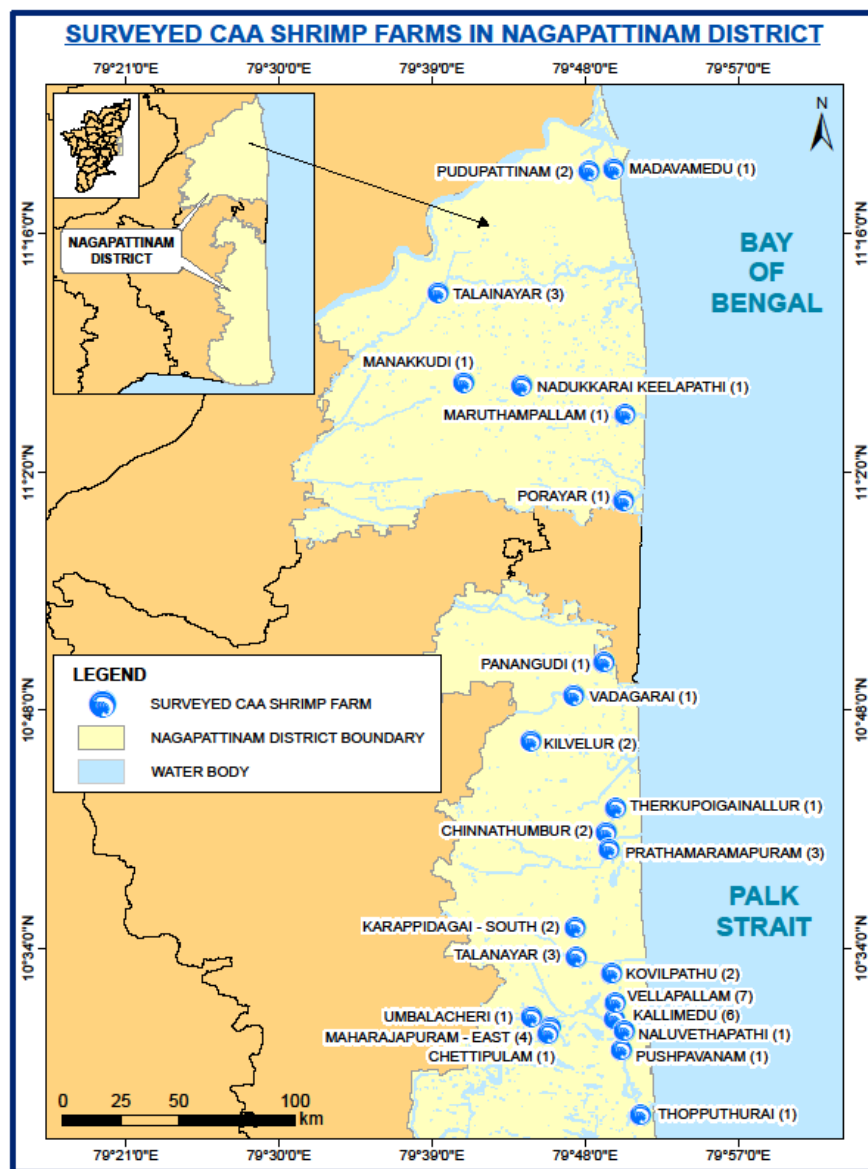 SURVEYED CAA SHRIMP FARMS IN NAGAPATTINAM DISTRICT
79°21'0"E 79°30'0"E 79°39'0"E 79°48'0"E 79°57'0"E
N
PUDUPATTINAM (2)
MADAVAMEDU (1)
11°16'0"N 11°16'0"N
NAGAPATTINAM
DISTRICT
BAY
OF
BENGAL
TALAINAYAR (3)
MANAKKUDI (1)
NADUKKARAI KEELAPATHI (1)
MARUTHAMPALLAM (1)
11°20'0"N 11°20'0"N
PORAYAR (1)
PANANGUDI (1)
LEGEND
SURVEYED CAA SHRIMP FARM
NAGAPATTINAM DISTRICT BOUNDARY
WATER BODY
VADAGARAI (1)
10°48'0"N 10°48'0"N
KILVELUR (2)
THERKUPOIGAINALLUR (1)
CHINNATHUMBUR (2)
PRATHAMARAMAPURAM (3)
PALK
STRAIT
KARAPPIDAGAI - SOUTH (2)
10°34'0"N 10°34'0"N
TALANAYAR (3)
KOVILPATHU (2)
VELLAPALLAM (7)
UMBALACHERI (1)
KALLIMEDU (6)
MAHARAJAPURAM - EAST (4)
NALUVETHAPATHI (1)
CHETTIPULAM (1)
PUSHPAVANAM (1)
0 25 50 100
km
THOPPUTHURAI (1)
79°21'0"E 79°30'0"E 79°39'0"E 79°48'0"E 79°57'0"E